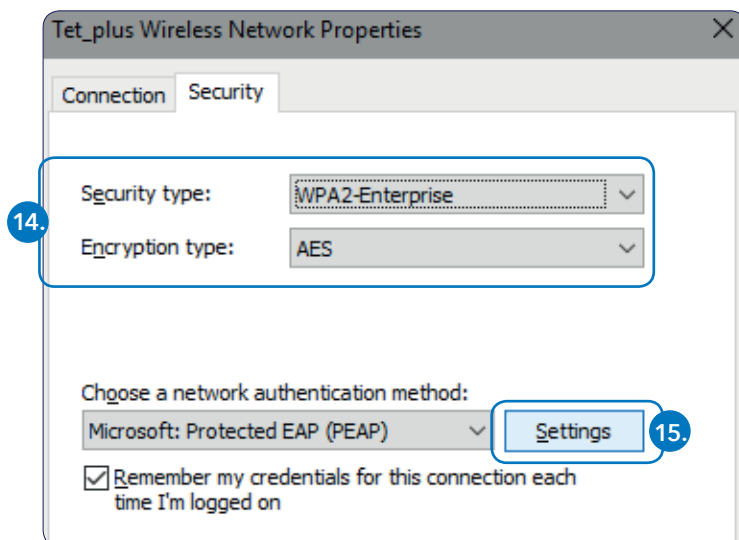 Tet_plus Wireless Network Properties
Connection Security
14.
Security type: WPA2-Enterprise
Encryption type: AES
Choose a network authentication method:
Microsoft: Protected EAP (PEAP) Settings 15.
Remember my credentials for this connection each
time I'm logged on